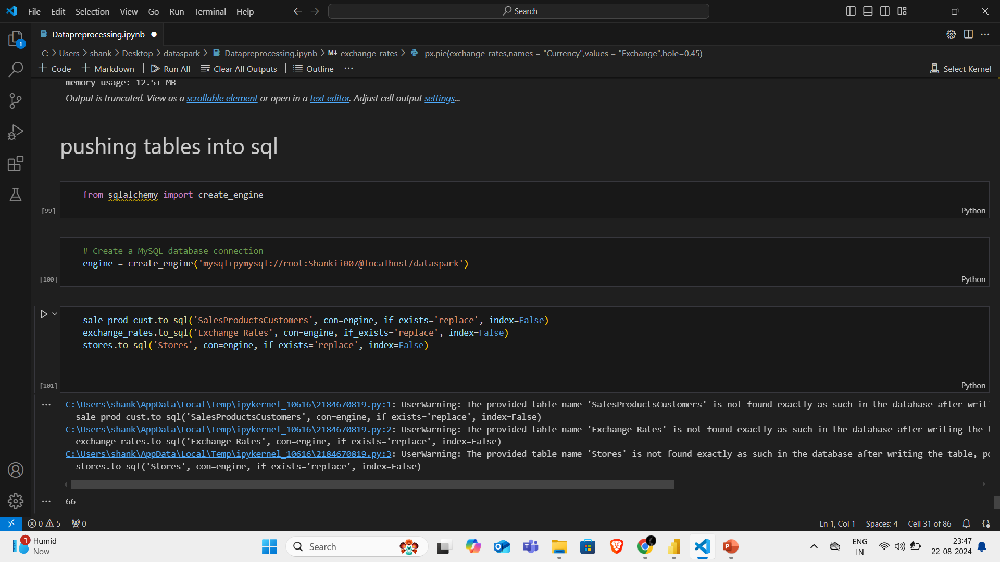 File Edit Selection View Go Run Terminal Help
Search
Datapreprocessing.ipynb
1
C: > Users > shank > Desktop > dataspark > Datapreprocessing.ipynb > M↓ exchange_rates > px.pie(exchange_rates,names = "Currency",values = "Exchange",hole=0.45)
+ Code + Markdown | Run All Clear All Outputs | Outline ...
Select Kernel
memory usage: 12.5+ MB
Output is truncated. View as a scrollable element or open in a text editor. Adjust cell output settings...
pushing tables into sql
from sqlalchemy import create_engine
[99]
Python
# Create a MySQL database connection
engine = create_engine('mysql+pymysql://root:Shankii007@localhost/dataspark')
[100]
Python
sale_prod_cust.to_sql('SalesProductsCustomers', con=engine, if_exists='replace', index=False)
exchange_rates.to_sql('Exchange Rates', con=engine, if_exists='replace', index=False)
stores.to_sql('Stores', con=engine, if_exists='replace', index=False)
[101]
Python
... C:\Users\shank\AppData\Local\Temp\ipykernel_10616\2184670819.py:1: UserWarning: The provided table name 'SalesProductsCustomers' is not found exactly as such in the database after writi
sale_prod_cust.to_sql('SalesProductsCustomers', con=engine, if_exists='replace', index=False)
C:\Users\shank\AppData\Local\Temp\ipykernel_10616\2184670819.py:2: UserWarning: The provided table name 'Exchange Rates' is not found exactly as such in the database after writing the
exchange_rates.to_sql('Exchange Rates', con=engine, if_exists='replace', index=False)
C:\Users\shank\AppData\Local\Temp\ipykernel_10616\2184670819.py:3: UserWarning: The provided table name 'Stores' is not found exactly as such in the database after writing the table, po
stores.to_sql('Stores', con=engine, if_exists='replace', index=False)
... 66
0 5 0
Ln 1, Col 1 Spaces: 4 Cell 31 of 86
1 Humid
Now
Search
ENG
IN
23:47
22-08-2024